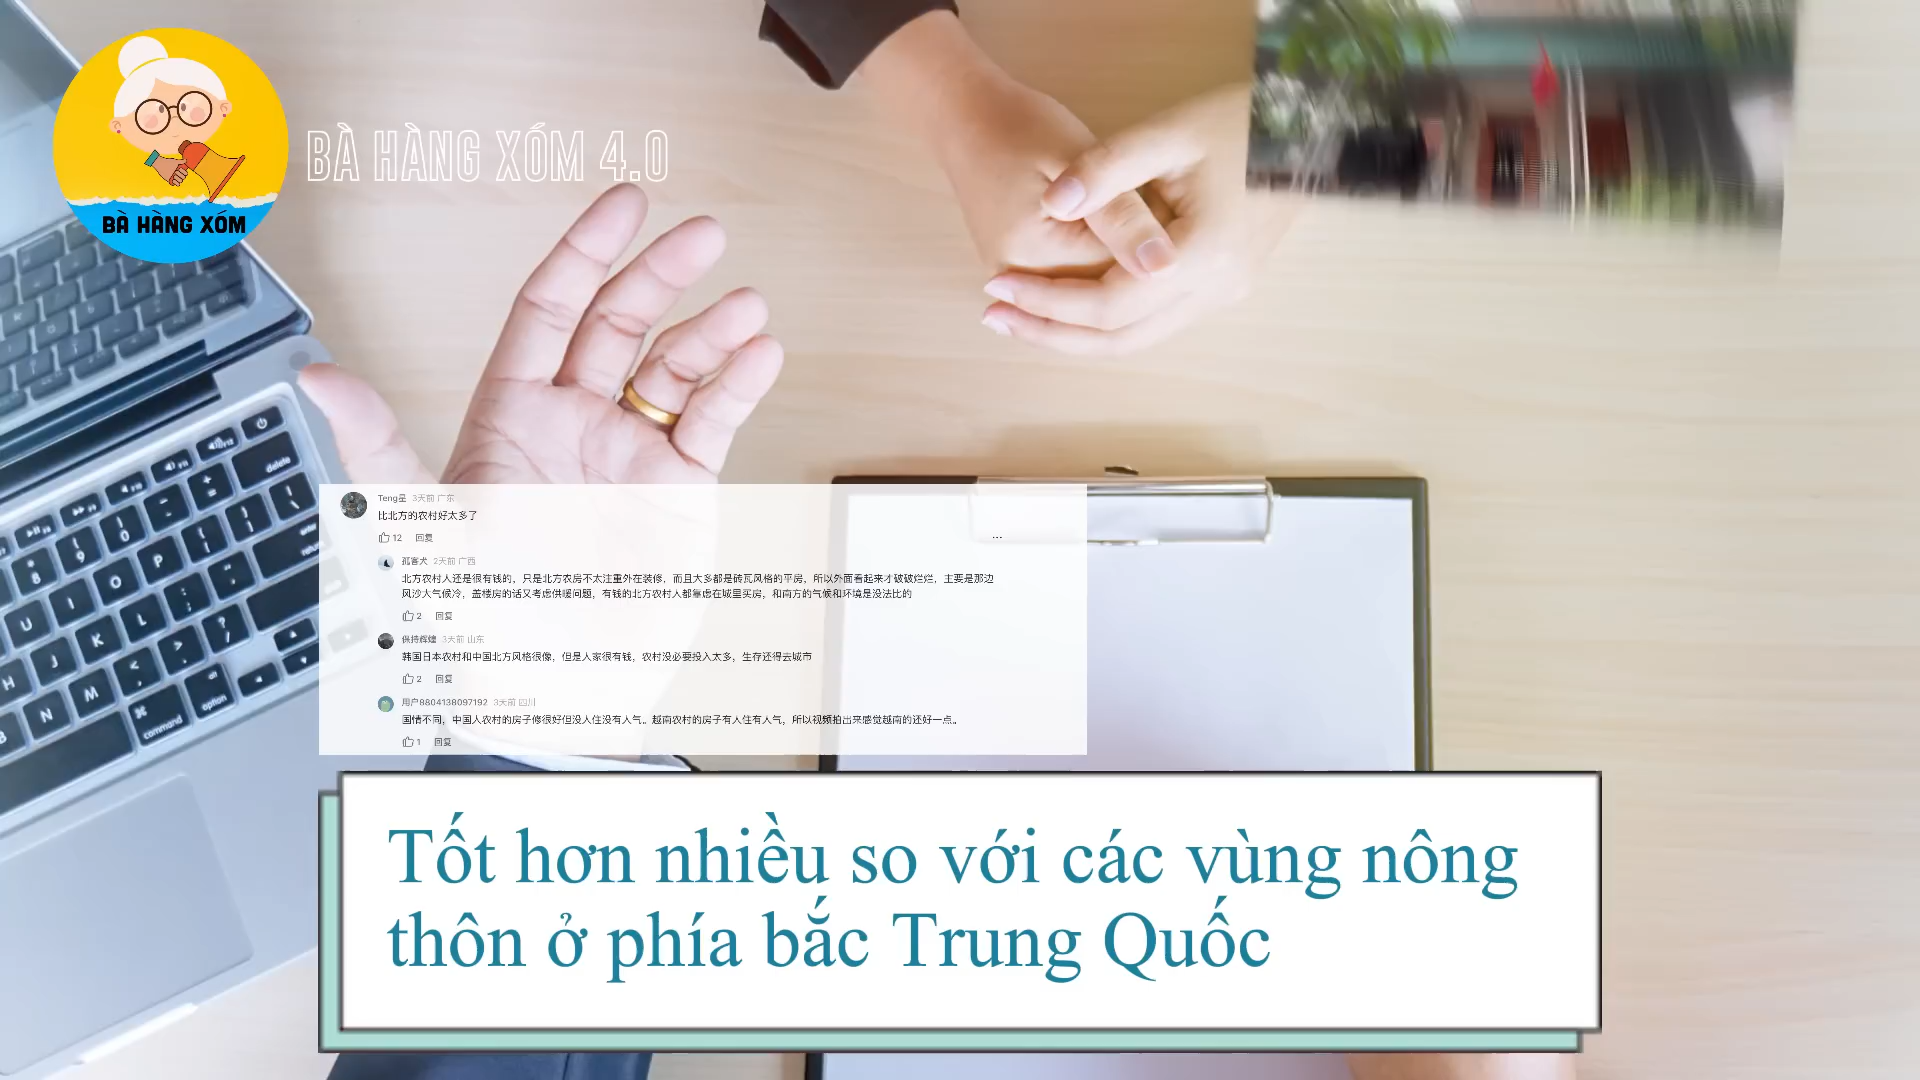 BÀ HÀNG XÓM 4.0
BÀ HÀNG XÓM
Teng星 3天前 广东
比北方的农村好太多了
12 回复
...
孤客犬 2天前 广西
北方农村人还是很有钱的，只是北方农房不太注重外在装修，而且大多都是砖瓦风格的平房，所以外面看起来才破破烂烂，主要是那边
风沙大气候冷，盖楼房的话又考虑供暖问题，有钱的北方农村人都靠虑在城里买房，和南方的气候和环境是没法比的
2 回复
保持辉煌 3天前 山东
韩国日本农村和中国北方风格很像，但是人家很有钱，农村没必要投入太多，生存还得去城市
2 回复
用户8804138097192 3天前 四川
国情不同，中国人农村的房子修很好但没人住没有人气。越南农村的房子有人住有人气，所以视频拍出来感觉越南的还好一点。
1 回复
Tốt hơn nhiều so với các vùng nông
thôn ở phía bắc Trung Quốc
delete
enter
return
command
option
alt